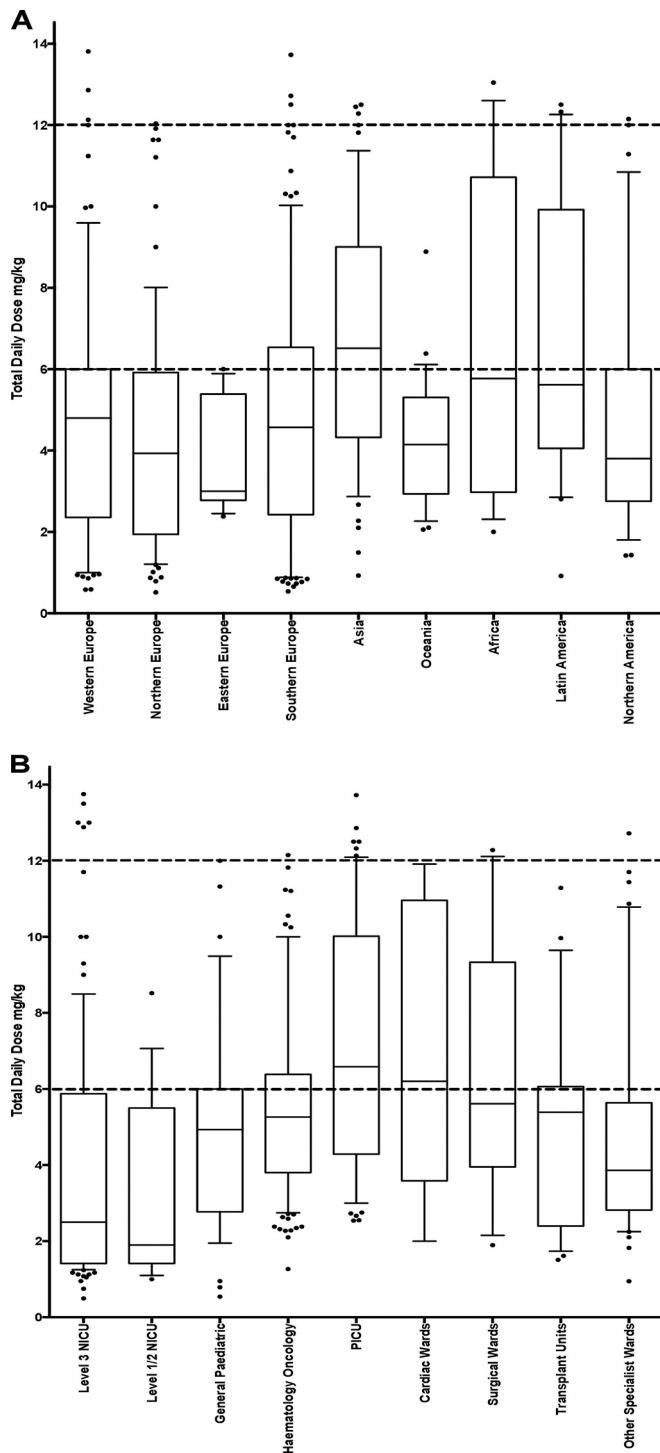 A
14
12
10
8
6
4
2
0
Total Daily Dose mg/kg
Western Europe
Northern Europe
Eastern Europe
Southern Europe
Asia
Oceania
Africa
Latin America
Northern America
B
14
12
10
8
6
4
2
0
Total Daily Dose mg/kg
Level 3 NICU
Level 1/2 NICU
General Paediatric
Haematology Oncology
PICU
Cardiac Wards
Surgical Wards
Transplant Units
Other Specialist Wards